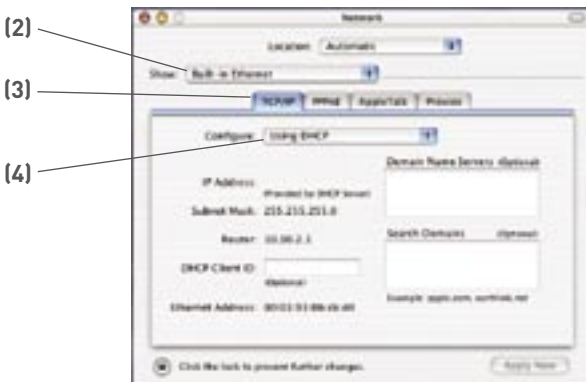 (2)
(3)
(4)
Network
Location: Automatic
Show: Built-in Ethernet
TCP/IP PPPoE AppleTalk Proxies
Configure: Using DHCP
Domain Name Servers (Optional)
IP Address:
(Provided by DHCP Server)
Subnet Mask: 255.255.255.0
Router:
Search Domains (Optional)
DHCP Client ID:
(Optional)
Example: apple.com, earthlink.net
Ethernet Address:
Click the lock to prevent further changes.
Apply Now